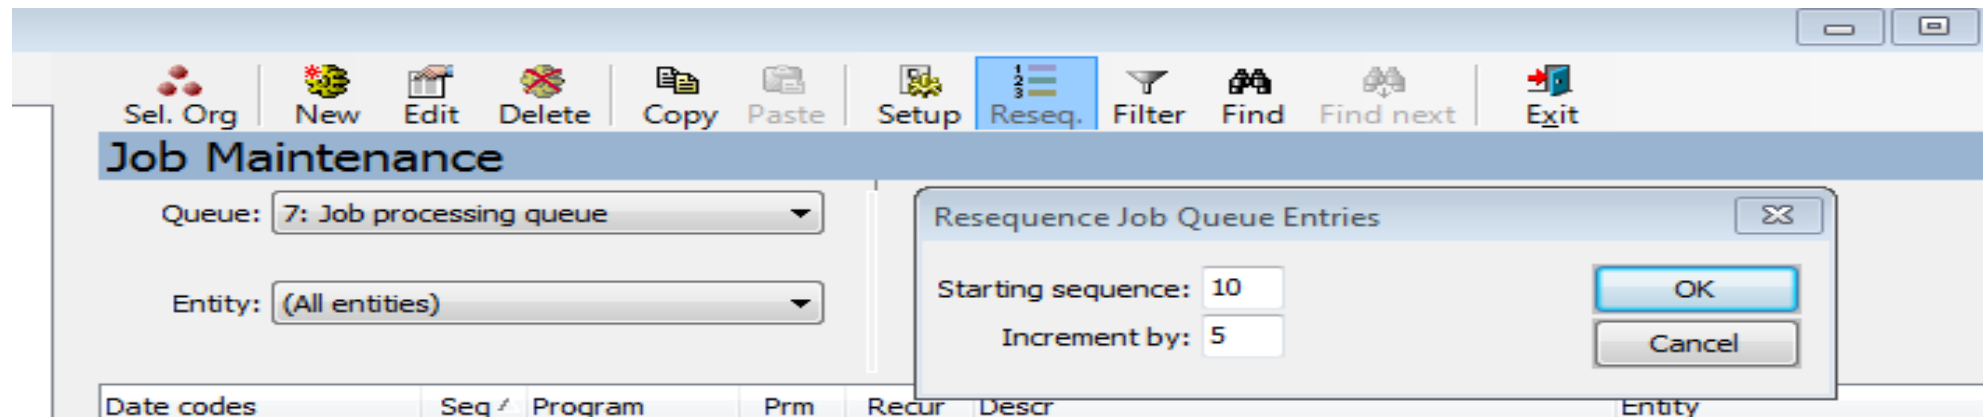 Sel. Org New Edit Delete Copy Paste Setup Reseq. Filter Find Find next Exit
Job Maintenance
Queue: 7: Job processing queue
Entity: (All entities)
Resequence Job Queue Entries
Starting sequence: 10
Increment by: 5
OK
Cancel
Date codes Seq Program Prm Recur Descr Entity